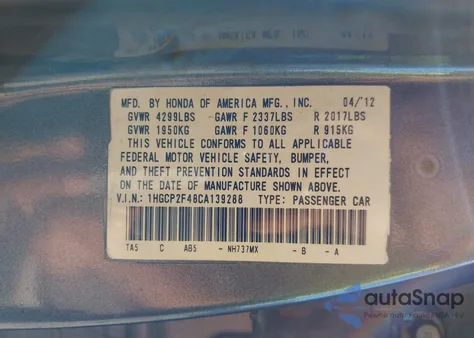 MFD. BY HONDA OF AMERICA MFG., INC. 04/'12
GVWR 4299LBS GAWR F 2337LBS R 2017LBS
GVWR 1950KG GAWR F 1060KG R 915KG
THIS VEHICLE CONFORMS TO ALL APPLICABLE
FEDERAL MOTOR VEHICLE SAFETY, BUMPER,
AND THEFT PREVENTION STANDARDS IN EFFECT ON
THE DATE OF MANUFACTURE SHOWN ABOVE.
V.I.N.: 1HGCP2F48CA139288 TYPE: PASSENGER CAR
TA5 C AB5 - NH737MX - B - A
autoSnap